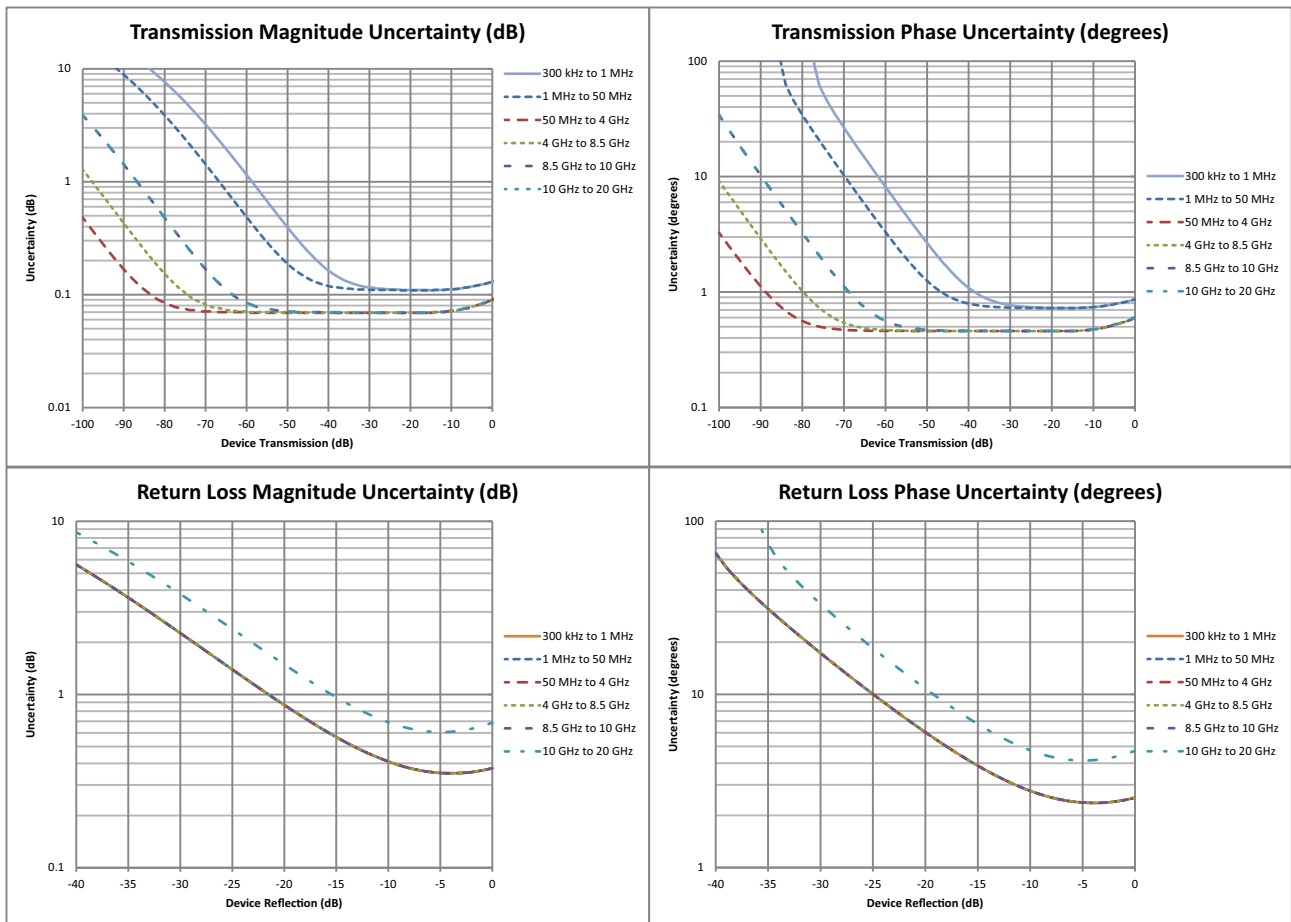 Transmission Magnitude Uncertainty (dB)
10
1
0.1
0.01
Uncertainty (dB)
-100 -90 -80 -70 -60 -50 -40 -30 -20 -10 0
Device Transmission (dB)
300 kHz to 1 MHz
1 MHz to 50 MHz
50 MHz to 4 GHz
4 GHz to 8.5 GHz
8.5 GHz to 10 GHz
10 GHz to 20 GHz
Transmission Phase Uncertainty (degrees)
100
10
1
0.1
Uncertainty (degrees)
-100 -90 -80 -70 -60 -50 -40 -30 -20 -10 0
Device Transmission (dB)
300 kHz to 1 MHz
1 MHz to 50 MHz
50 MHz to 4 GHz
4 GHz to 8.5 GHz
8.5 GHz to 10 GHz
10 GHz to 20 GHz
Return Loss Magnitude Uncertainty (dB)
10
1
0.1
Uncertainty (dB)
-40 -35 -30 -25 -20 -15 -10 -5 0
Device Reflection (dB)
300 kHz to 1 MHz
1 MHz to 50 MHz
50 MHz to 4 GHz
4 GHz to 8.5 GHz
8.5 GHz to 10 GHz
10 GHz to 20 GHz
Return Loss Phase Uncertainty (degrees)
100
10
1
Uncertainty (degrees)
-40 -35 -30 -25 -20 -15 -10 -5 0
Device Reflection (dB)
300 kHz to 1 MHz
1 MHz to 50 MHz
50 MHz to 4 GHz
4 GHz to 8.5 GHz
8.5 GHz to 10 GHz
10 GHz to 20 GHz